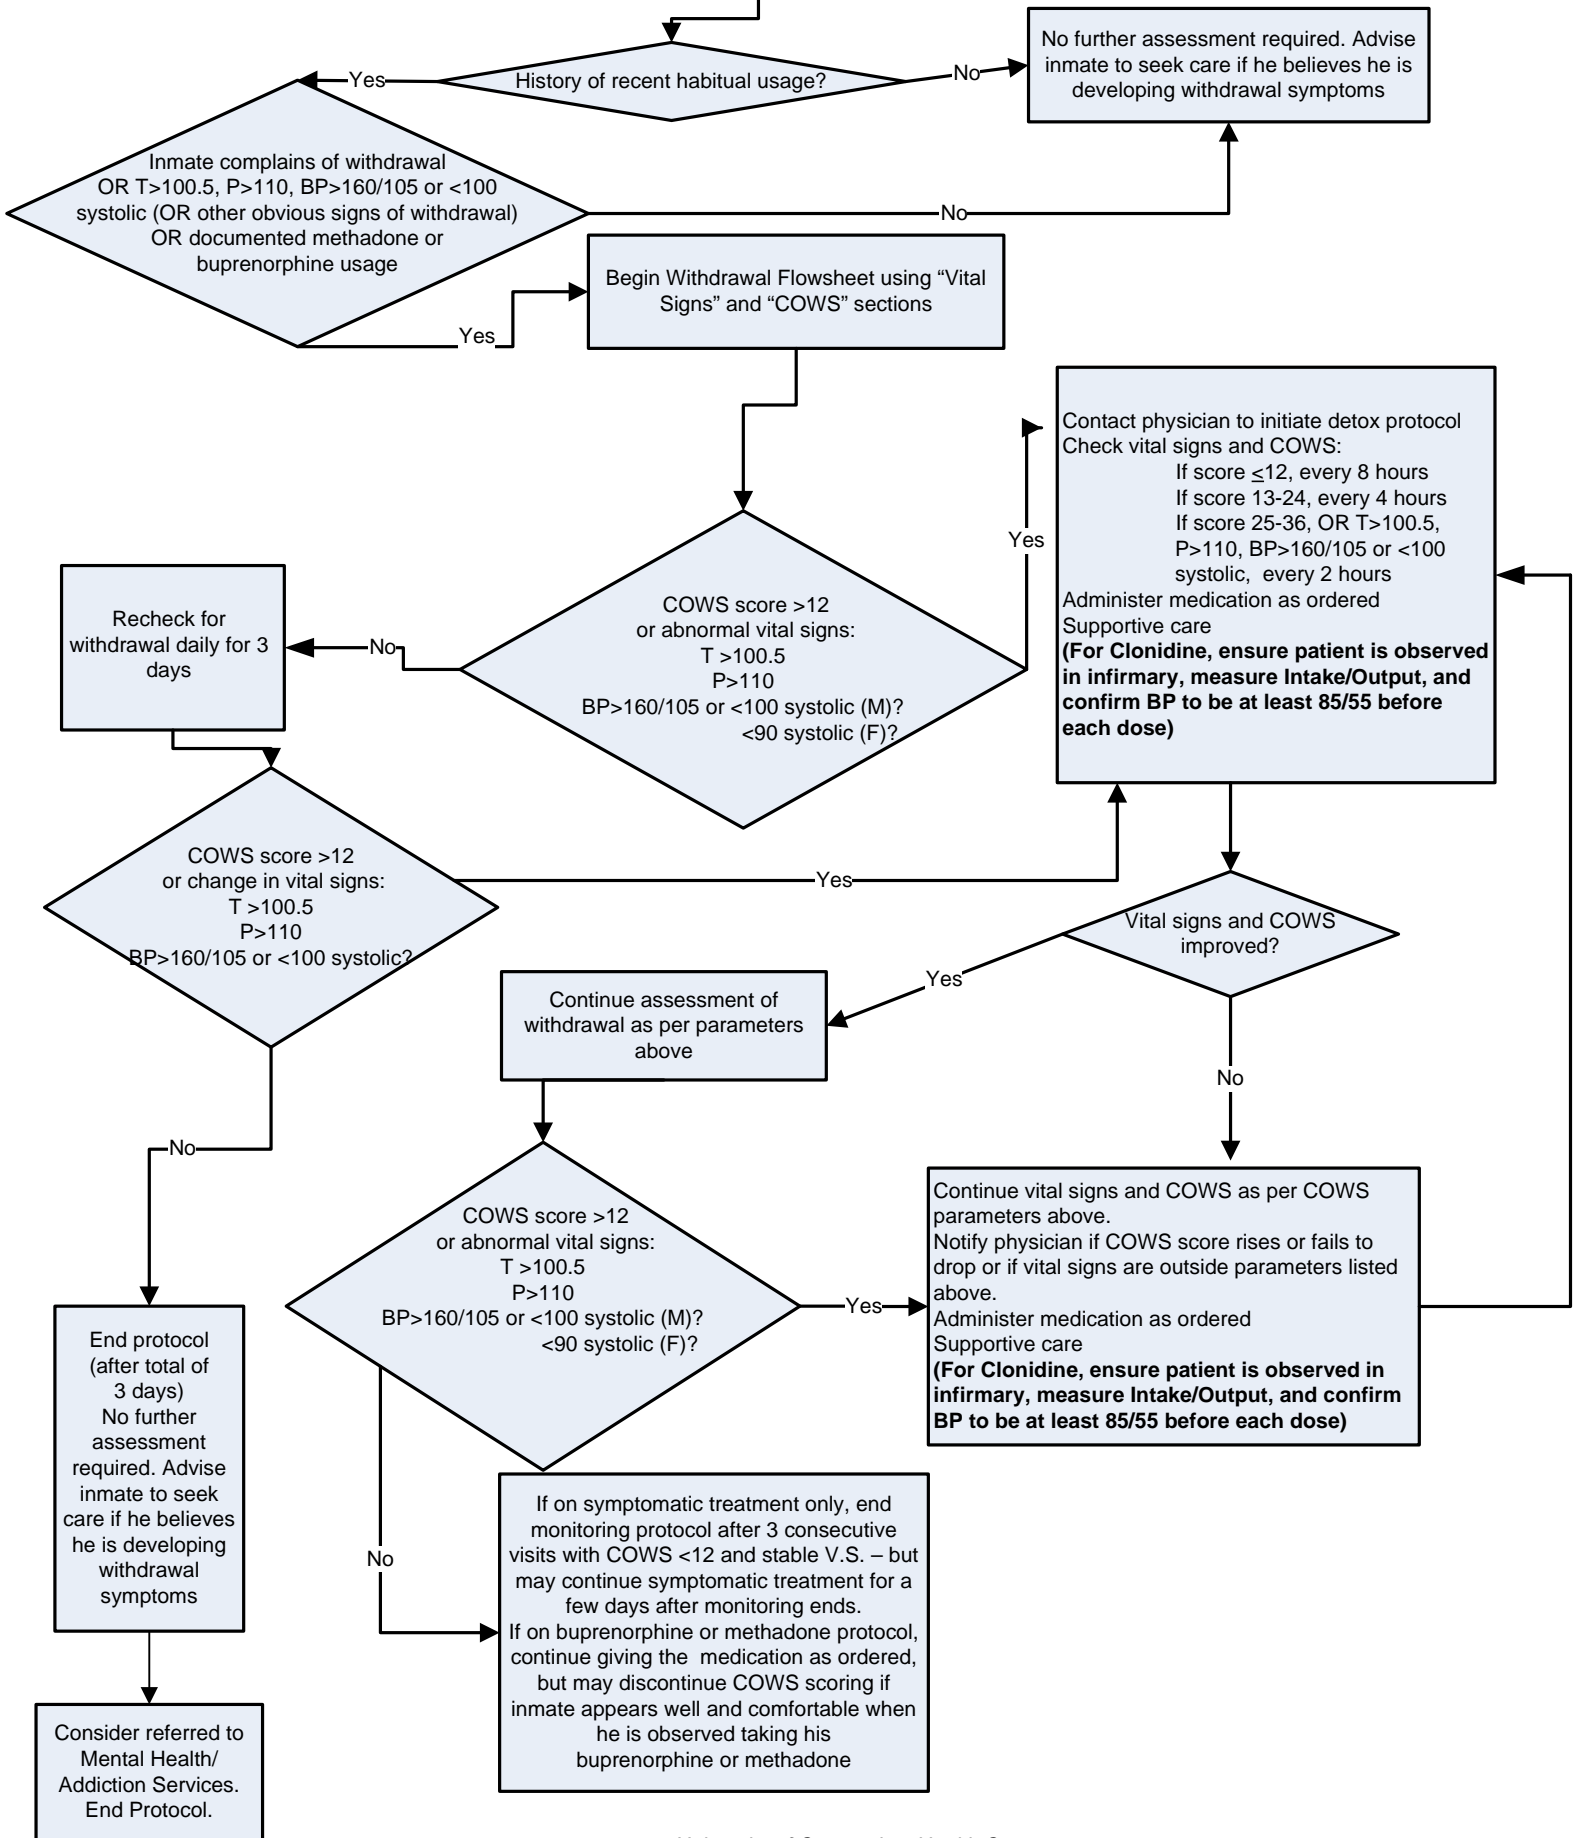 History of recent habitual usage?
Yes
No
No further assessment required. Advise
inmate to seek care if he believes he is
developing withdrawal symptoms
Inmate complains of withdrawal
OR T>100.5, P>110, BP>160/105 or <100
systolic (OR other obvious signs of withdrawal)
OR documented methadone or
buprenorphine usage
No
Yes
Begin Withdrawal Flowsheet using “Vital
Signs” and “COWS” sections
COWS score >12
or abnormal vital signs:
T >100.5
P>110
BP>160/105 or <100 systolic (M)?
<90 systolic (F)?
Yes
No
Contact physician to initiate detox protocol
Check vital signs and COWS:
If score ≤12, every 8 hours
If score 13-24, every 4 hours
If score 25-36, OR T>100.5,
P>110, BP>160/105 or <100
systolic, every 2 hours
Administer medication as ordered
Supportive care
(For Clonidine, ensure patient is observed
in infirmary, measure Intake/Output, and
confirm BP to be at least 85/55 before
each dose)
Recheck for
withdrawal daily for 3
days
COWS score >12
or change in vital signs:
T >100.5
P>110
BP>160/105 or <100 systolic?
Yes
No
Vital signs and COWS
improved?
Yes
No
Continue assessment of
withdrawal as per parameters
above
COWS score >12
or abnormal vital signs:
T >100.5
P>110
BP>160/105 or <100 systolic (M)?
<90 systolic (F)?
Yes
No
Continue vital signs and COWS as per COWS
parameters above.
Notify physician if COWS score rises or fails to
drop or if vital signs are outside parameters listed
above.
Administer medication as ordered
Supportive care
(For Clonidine, ensure patient is observed in
infirmary, measure Intake/Output, and confirm
BP to be at least 85/55 before each dose)
End protocol
(after total of
3 days)
No further
assessment
required. Advise
inmate to seek
care if he believes
he is developing
withdrawal
symptoms
If on symptomatic treatment only, end
monitoring protocol after 3 consecutive
visits with COWS <12 and stable V.S. – but
may continue symptomatic treatment for a
few days after monitoring ends.
If on buprenorphine or methadone protocol,
continue giving the medication as ordered,
but may discontinue COWS scoring if
inmate appears well and comfortable when
he is observed taking his
buprenorphine or methadone
Consider referred to
Mental Health/
Addiction Services.
End Protocol.